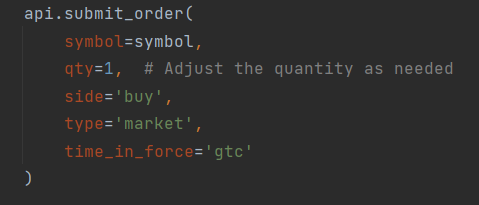 api.submit_order(
symbol=symbol,
qty=1,  # Adjust the quantity as needed
side='buy',
type='market',
time_in_force='gtc'
)